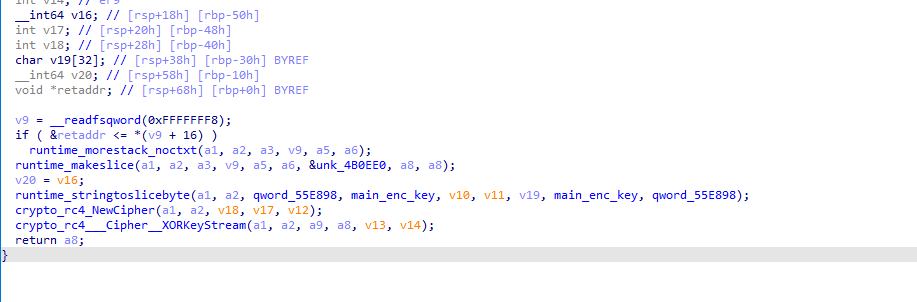 int v14; // er9
__int64 v16; // [rsp+18h] [rbp-50h]
int v17; // [rsp+20h] [rbp-48h]
int v18; // [rsp+28h] [rbp-40h]
char v19[32]; // [rsp+38h] [rbp-30h] BYREF
__int64 v20; // [rsp+58h] [rbp-10h]
void *retaddr; // [rsp+68h] [rbp+0h] BYREF
v9 = __readfsqword(0xFFFFFFF8);
if ( &retaddr <= *(v9 + 16) )
runtime_morestack_noctxt(a1, a2, a3, v9, a5, a6);
runtime_makeslice(a1, a2, a3, v9, a5, a6, &unk_4B0EE0, a8, a8);
v20 = v16;
runtime_stringtoslicebyte(a1, a2, qword_55E898, main_enc_key, v10, v11, v19, main_enc_key, qword_55E898);
crypto_rc4_NewCipher(a1, a2, v18, v17, v12);
crypto_rc4___Cipher__XORKeyStream(a1, a2, a9, a8, v13, v14);
return a8;
}